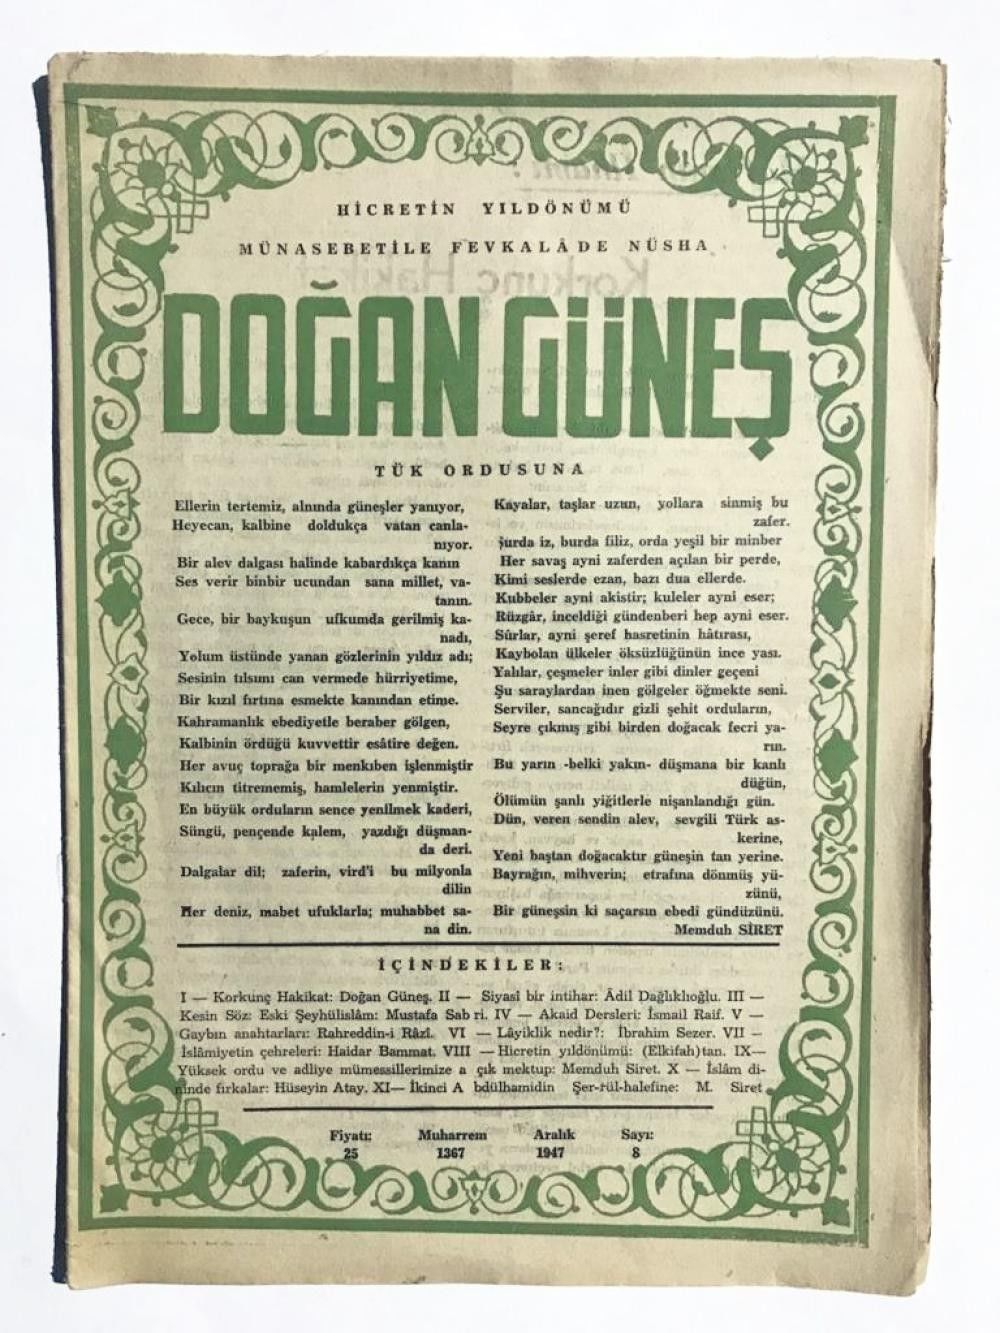 HİCRETİN YILDÖNÜMÜ
MÜNASEBETİLE FEVKALÂDE NÜSHA
DOĞAN GÜNEŞ
TÜK ORDUSUNA
Ellerin tertemiz, alnında güneşler yanıyor,
Heyecan, kalbine doldukça vatan canla-
nıyor.
Bir alev dalgası halinde kabardıkça kanın
Ses verir binbir ucundan sana millet, va-
tanın.
Gece, bir baykuşun ufkumda gerilmiş ka-
nadı,
Yolum üstünde yanan gözlerinin yıldız adı;
Sesinin tılsımı can vermede hürriyetime,
Bir kızıl fırtına esmekte kanından etime.
Kahramanlık ebediyetle beraber gölgen,
Kalbinin ördüğü kuvvettir esâtire değen.
Her avuç toprağa bir menkıben işlenmiştir
Kılıcın titrememiş, hamlelerin yenmiştir.
En büyük orduların sence yenilmek kaderi,
Süngü, pençende kalem, yazdığı düşman-
da deri.
Dalgalar dil; zaferin, vird'i bu milyonla
dilin
Her deniz, mabet ufuklarla; muhabbet sa-
na din.
Kayalar, taşlar uzun, yollara sinmiş bu
zafer.
Şurda iz, burda filiz, orda yeşil bir minber
Her savaş ayni zaferden açılan bir perde,
Kimi seslerde ezan, bazı dua ellerde.
Kubbeler ayni akistir; kuleler ayni eser;
Rüzgâr, inceldiği gündenberi hep ayni eser.
Sûrlar, ayni şeref hasretinin hâtırası,
Kaybolan ülkeler öksüzlüğünün ince yası.
Yalılar, çeşmeler inler gibi dinler geçeni
Şu saraylardan inen gölgeler öğmekte seni.
Serviler, sancağıdır gizli şehit orduların,
Seyre çıkmış gibi birden doğacak fecri ya-
rın.
Bu yarın -belki yakın- düşmana bir kanlı
düğün,
Ölümün şanlı yiğitlerle nişanlandığı gün.
Dün, veren sendin alev, sevgili Türk as-
kerine,
Yeni baştan doğacaktır güneşin tan yerine.
Bayrağın, mihverin; etrafına dönmüş yü-
zünü,
Bir güneşsin ki saçarsın ebedi gündüzünü.
Memduh SİRET
İÇİNDEKİLER:
I — Korkunç Hakikat: Doğan Güneş. II — Siyasî bir intihar: Âdil Dağlıklıoğlu. III —
Kesin Söz: Eski Şeyhülislâm: Mustafa Sabri. IV — Akaid Dersleri: İsmail Raif. V —
Gaybın anahtarları: Rahreddin-i Râzî. VI — Lâyiklik nedir?: İbrahim Sezer. VII —
İslâmiyetin çehreleri: Haidar Bammat. VIII — Hicretin yıldönümü: (Elkifah)tan. IX—
Yüksek ordu ve adliye mümessillerimize a çık mektup: Memduh Siret. X — İslâm di-
ninde fırkalar: Hüseyin Atay. XI— İkinci A bdülhamidin Şer-tül-halefine: M. Siret
Fiyatı: Muharrem Aralık Sayı:
25 1367 1947 8